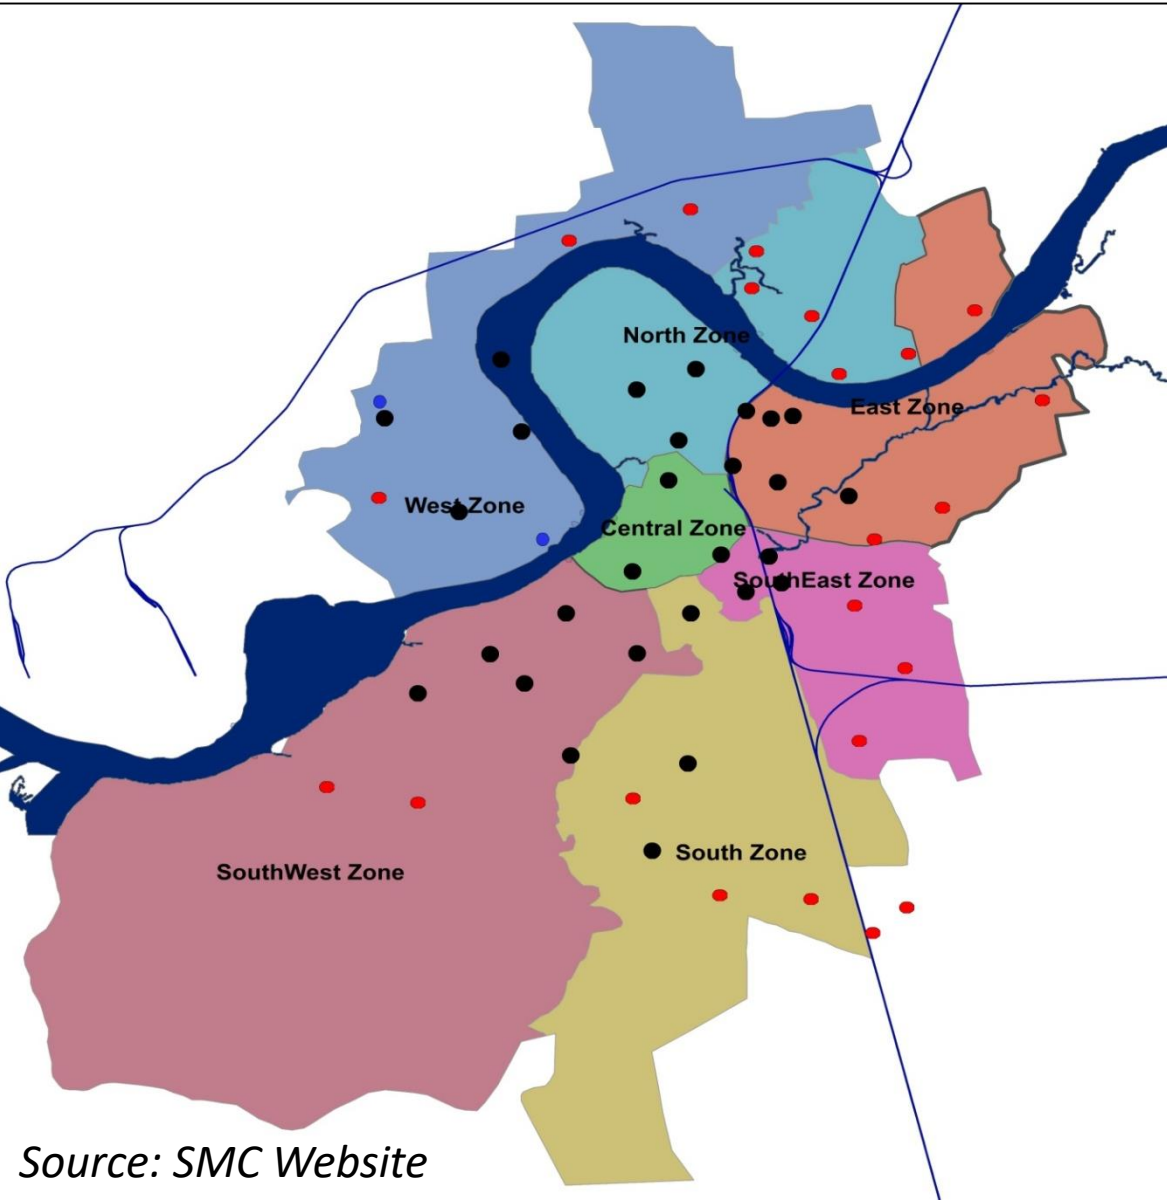 North Zone
East Zone
West Zone
Central Zone
SouthEast Zone
South Zone
SouthWest Zone
Source: SMC Website